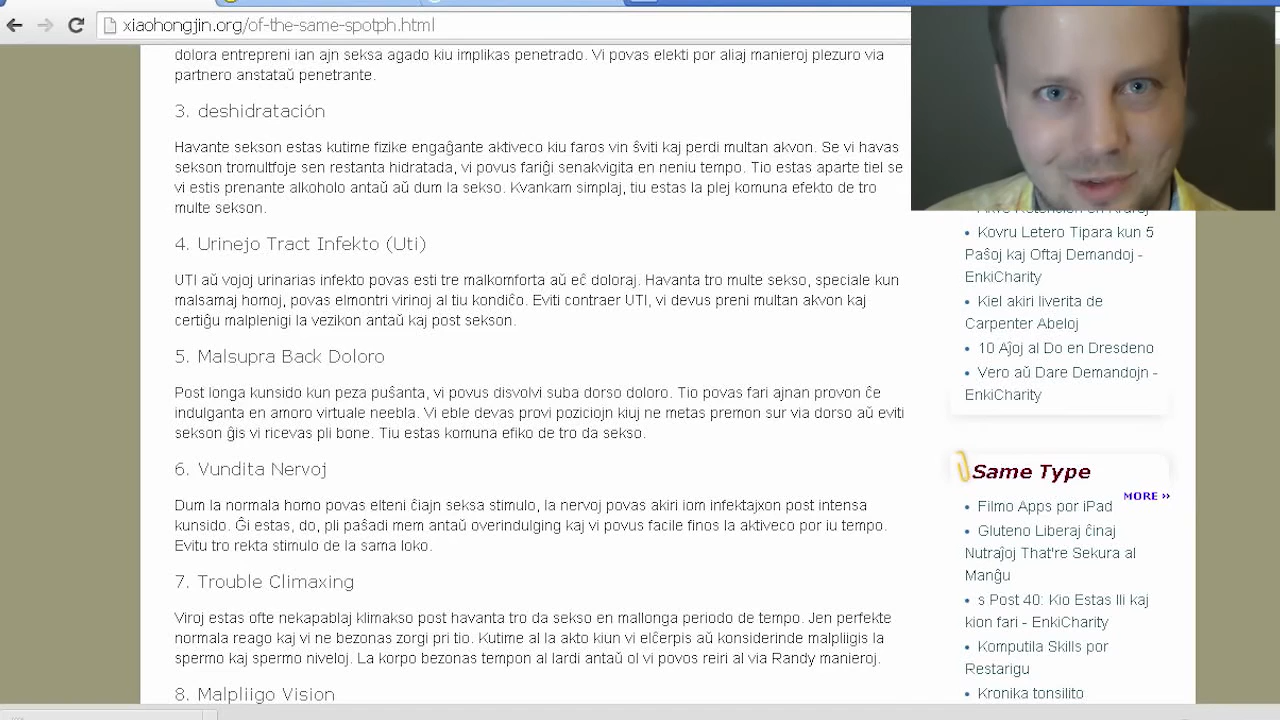 xiaohongjin.org/of-the-same-spotph.html
dolora entrepreni ian ajn seksa agado kiu implikas penetrado. Vi povas elekti por aliaj manieroj plezuro via
partnero anstataŭ penetrante.
3. deshidratación
Havante sekson estas kutime fizike engaĝante aktiveco kiu faros vin ŝviti kaj perdi multan akvon. Se vi havas
sekson tromultfoje sen restanta hidratada, vi povus fariĝi senakvigita en neniu tempo. Tio estas aparte tiel se
vi estis prenante alkoholo antaŭ aŭ dum la sekso. Kvankam simplaj, tiu estas la plej komuna efekto de tro
multe sekson.
4. Urinejo Tract Infekto (Uti)
UTI aŭ vojoj urinarias infekto povas esti tre malkomforta aŭ eĉ doloraj. Havanta tro multe sekso, speciale kun
malsamaj homoj, povas elmontri virinoj al tiu kondiĉo. Eviti contraer UTI, vi devus preni multan akvon kaj
certiĝu malplenigi la vezikon antaŭ kaj post sekson.
5. Malsupra Back Doloro
Post longa kunsido kun peza puŝanta, vi povus disvolvi suba dorso doloro. Tio povas fari ajnan provon ĉe
indulganta en amoro virtuale neebla. Vi eble devas provi poziciojn kiuj ne metas premon sur via dorso aŭ eviti
sekson ĝis vi ricevas pli bone. Tiu estas komuna efiko de tro da sekso.
6. Vundita Nervoj
Dum la normala homo povas elteni ĉiajn seksa stimulo, la nervoj povas akiri iom infektajxon post intensa
kunsido. Ĝi estas, do, pli paŝadi mem antaŭ overindulging kaj vi povus facile finos la aktiveco por iu tempo.
Evitu tro rekta stimulo de la sama loko.
7. Trouble Climaxing
Viroj estas ofte nekapablaj klimakso post havanta tro da sekso en mallonga periodo de tempo. Jen perfekte
normala reago kaj vi ne bezonas zorgi pri tio. Kutime al la akto kiun vi elĉerpis aŭ konsiderinde malpliigis la
spermo kaj spermo niveloj. La korpo bezonas tempon al lardi antaŭ ol vi povos reiri al via Randy manieroj.
8. Malpliigo Vision
Kovru Letero Tipara kun 5
Paŝoj kaj Oftaj Demandoj -
EnkiCharity
Kiel akiri liverita de
Carpenter Abeloj
10 Aĵoj al Do en Dresdeno
Vero aŭ Dare Demandojn -
EnkiCharity
Same Type
MORE »
Filmo Apps por iPad
Gluteno Liberaj ĉinaj
Nutraĵoj That're Sekura al
Manĝu
s Post 40: Kio Estas Ili kaj
kion fari - EnkiCharity
Komputila Skills por
Restarigu
Kronika tonsilito